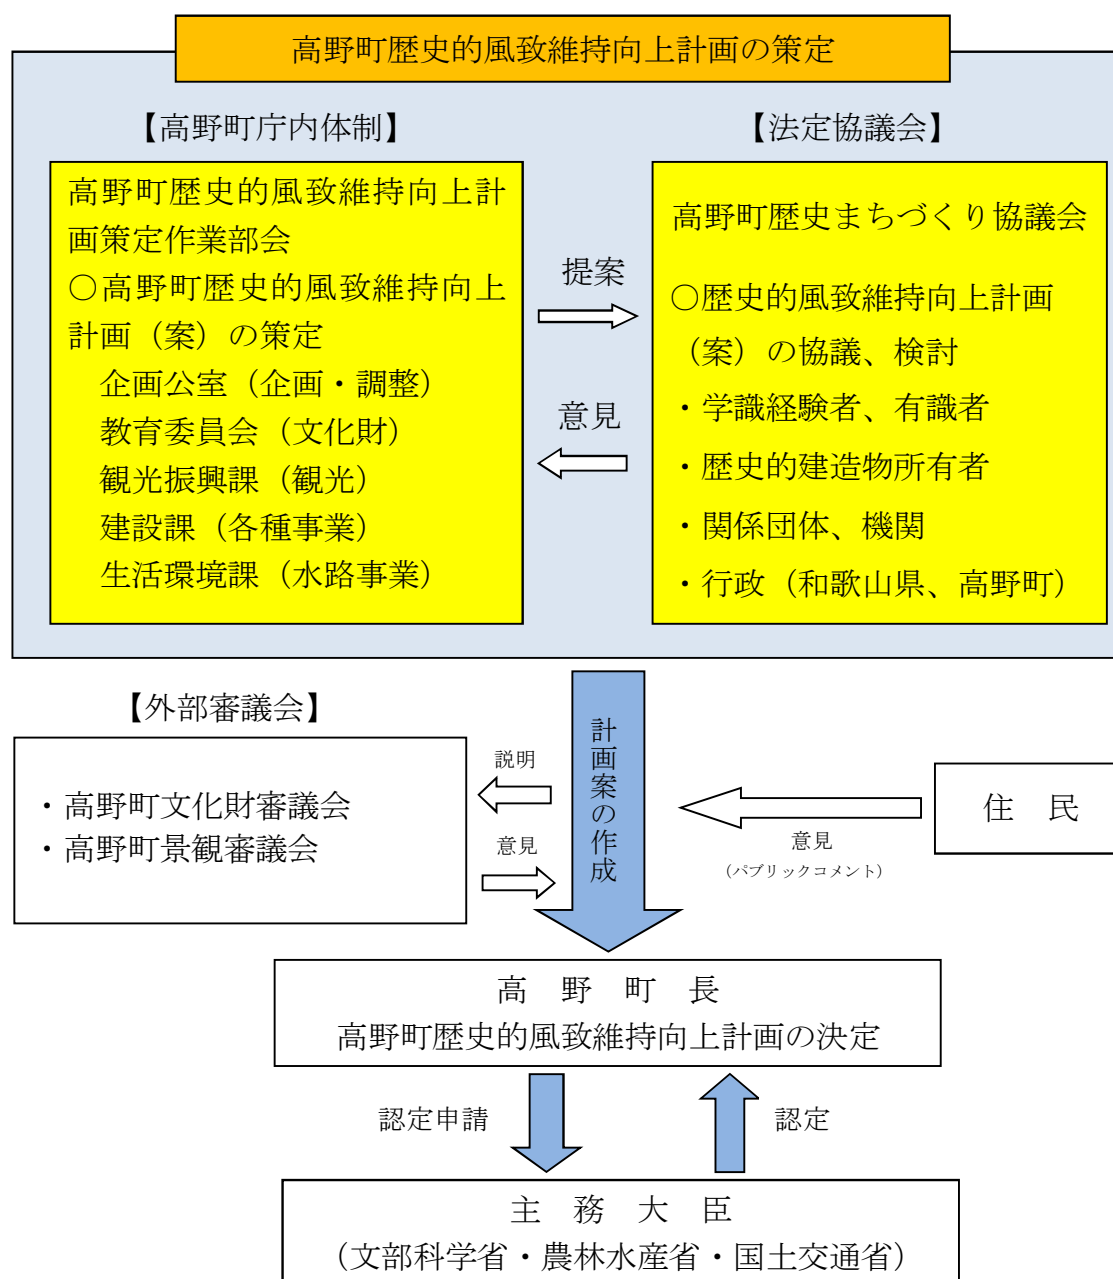 高野町歴史的風致維持向上計画の策定
【高野町庁内体制】
高野町歴史的風致維持向上計
画策定作業部会
○高野町歴史的風致維持向上
計画（案）の策定
企画公室（企画・調整）
教育委員会（文化財）
観光振興課（観光）
建設課（各種事業）
生活環境課（水路事業）
提案
意見
【法定協議会】
高野町歴史まちづくり協議会
○歴史的風致維持向上計画
（案）の協議、検討
・学識経験者、有識者
・歴史的建造物所有者
・関係団体、機関
・行政（和歌山県、高野町）
【外部審議会】
・高野町文化財審議会
・高野町景観審議会
説明
意見
計画案の作成
意見
（パブリックコメント）
住　民
高　野　町　長
高野町歴史的風致維持向上計画の決定
認定申請
認定
主　務　大　臣
（文部科学省・農林水産省・国土交通省）